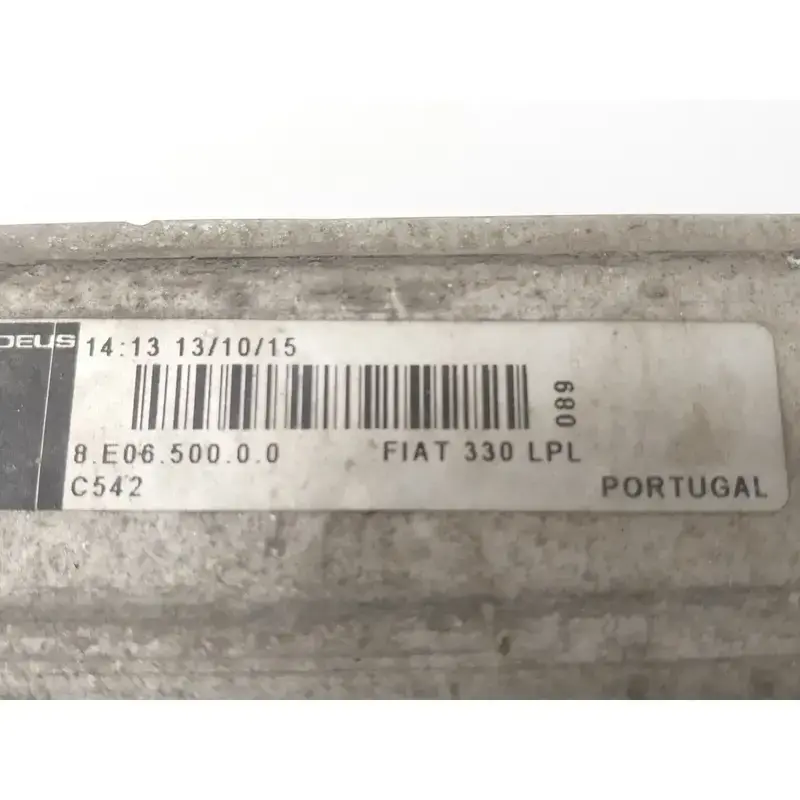 DEUS 14:13 13/10/15
089
8.E06.500.0.0 FIAT 330 LPL
C542 PORTUGAL